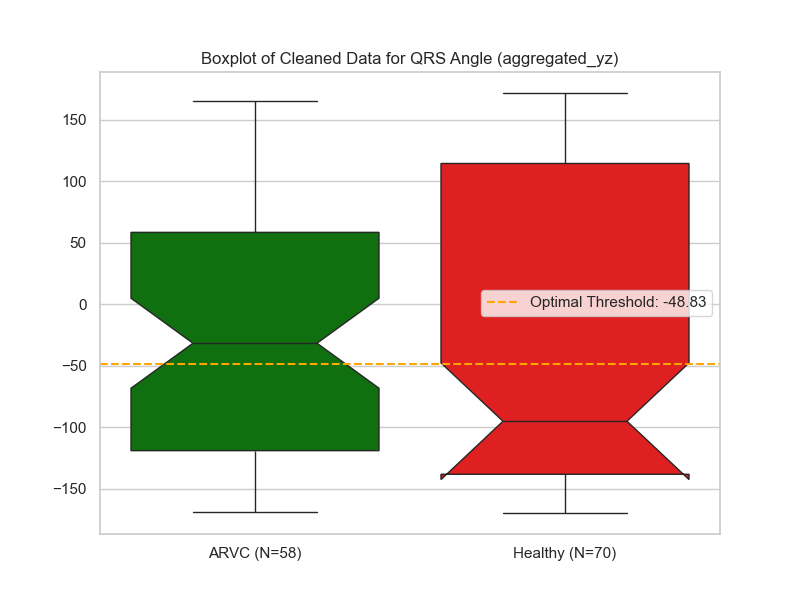 Boxplot of Cleaned Data for QRS Angle (aggregated_yz)
150
100
50
0
−50
−100
−150
Optimal Threshold: -48.83
ARVC (N=58)
Healthy (N=70)